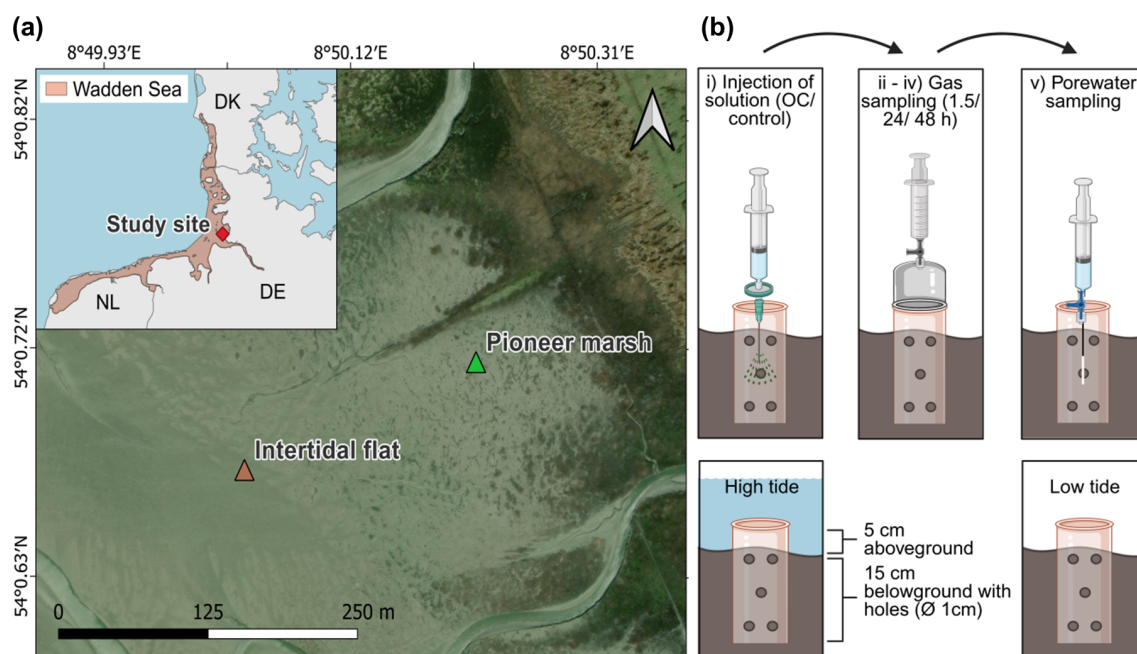 (a)
8°49.93′E
8°50.12′E
8°50.31′E
54°0.82′N
54°0.72′N
54°0.63′N
Wadden Sea
DK
Study site
NL
DE
Pioneer marsh
Intertidal flat
0
125
250 m
(b)
i) Injection of
solution (OC/
control)
ii - iv) Gas
sampling (1.5/
24/ 48 h)
v) Porewater
sampling
High tide
5 cm
aboveground
15 cm
belowground with
holes (Ø 1cm)
Low tide